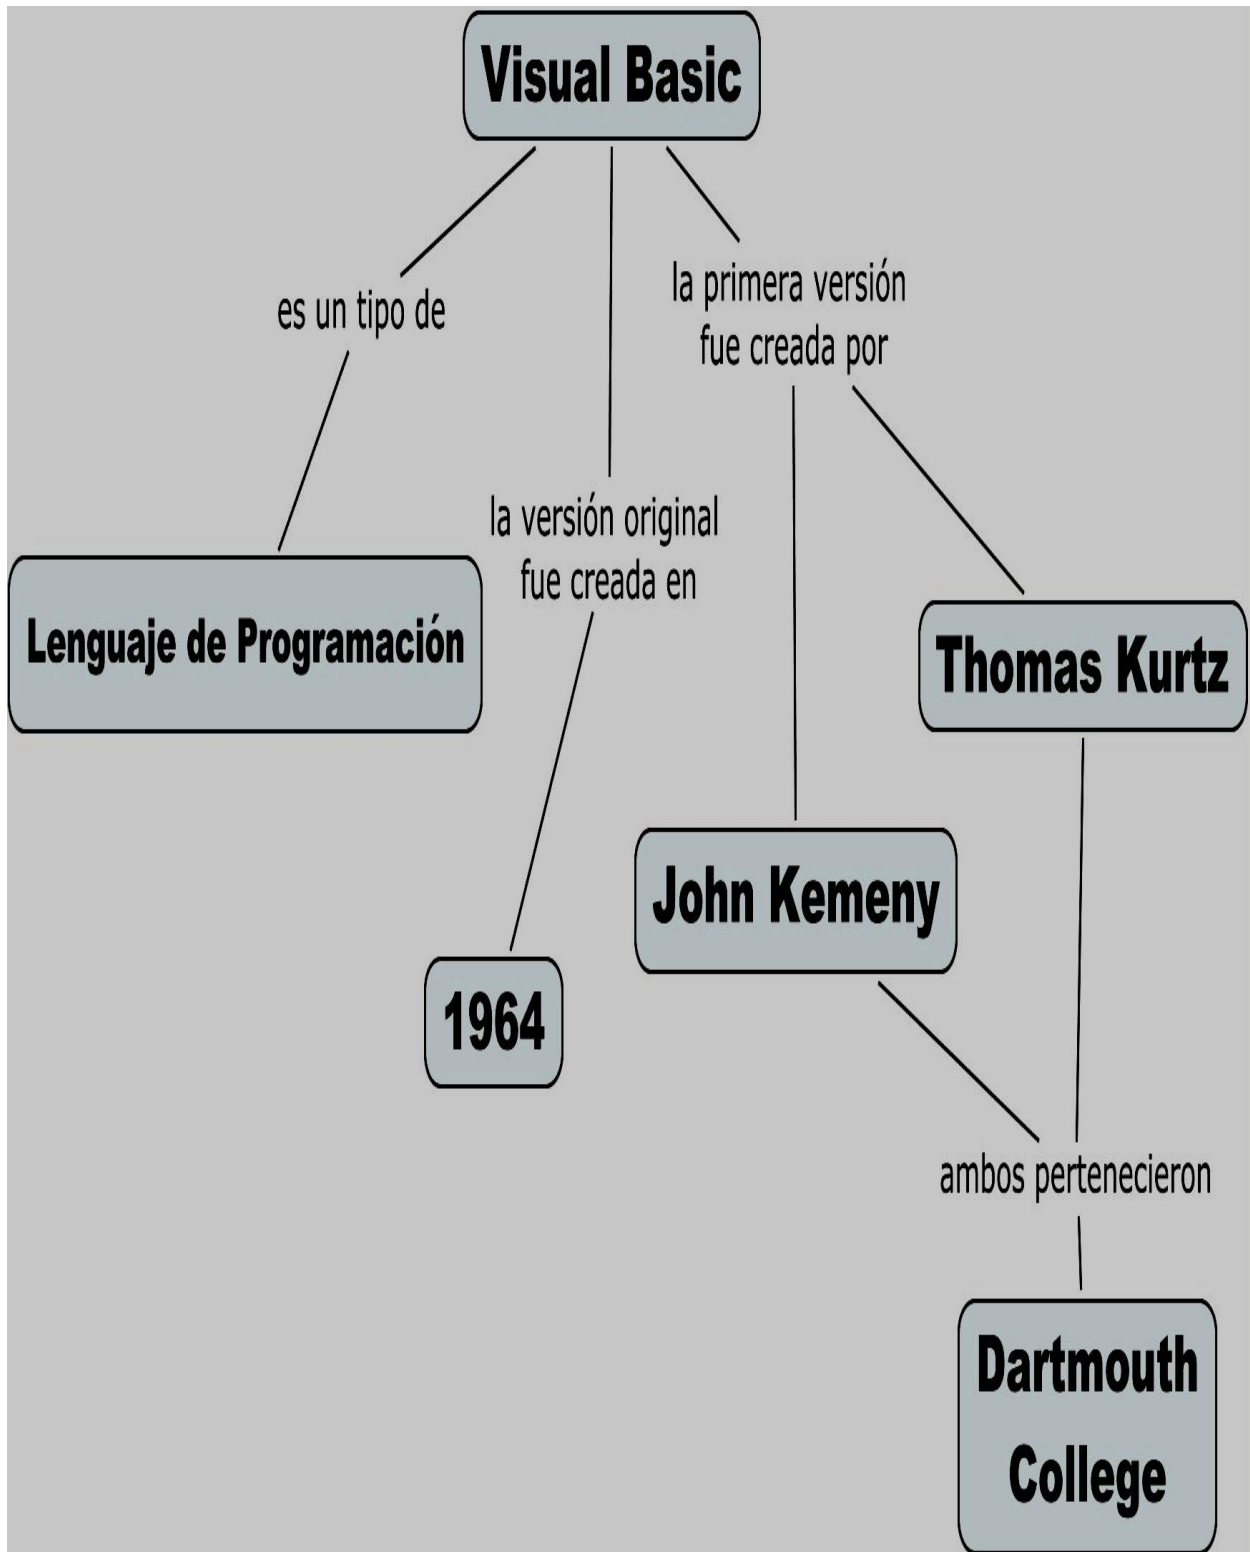 Visual Basic
es un tipo de
la primera versión
fue creada por
la versión original
fue creada en
Lenguaje de Programación
Thomas Kurtz
John Kemeny
1964
ambos pertenecieron
Dartmouth
College